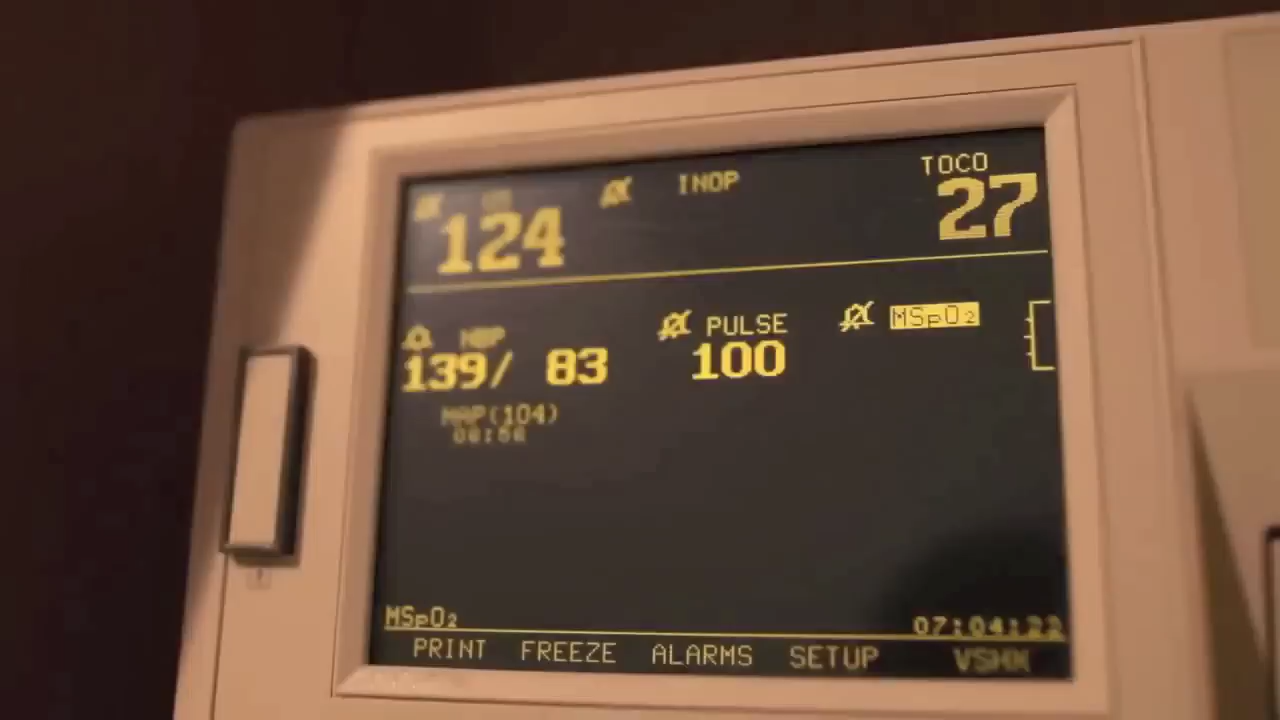 INOP TOCO
124 27
NBP PULSE MSpO2
139/ 83 100
MAP(104)
MSpO2 07:04:22
PRINT FREEZE ALARMS SETUP